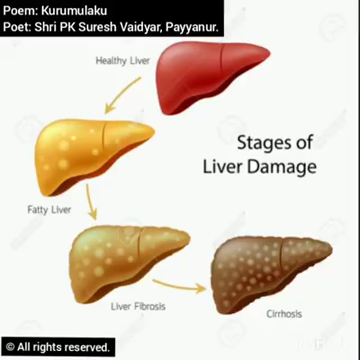 Poem: Kurumulaku
Poet: Shri PK Suresh Vaidyar, Payyanur.
Healthy Liver
Stages of
Liver Damage
Fatty Liver
Liver Fibrosis
Cirrhosis
© All rights reserved.